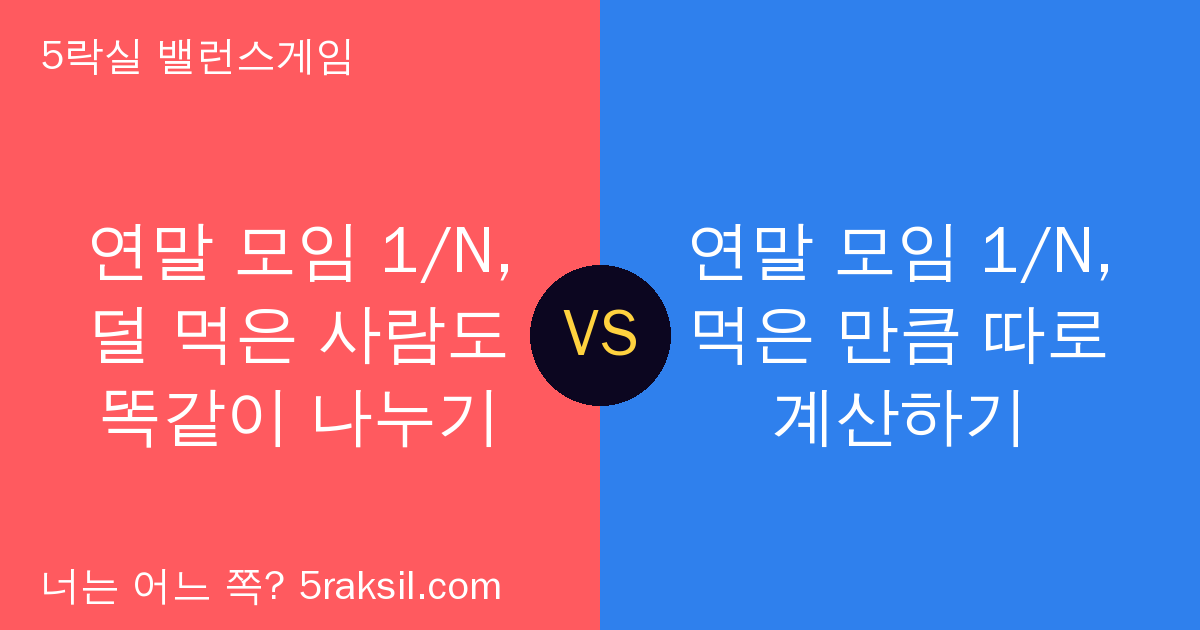 5락실 밸런스게임
연말 모임 1/N,
덜 먹은 사람도
똑같이 나누기
VS
연말 모임 1/N,
먹은 만큼 따로
계산하기
너는 어느 쪽? 5raksil.com